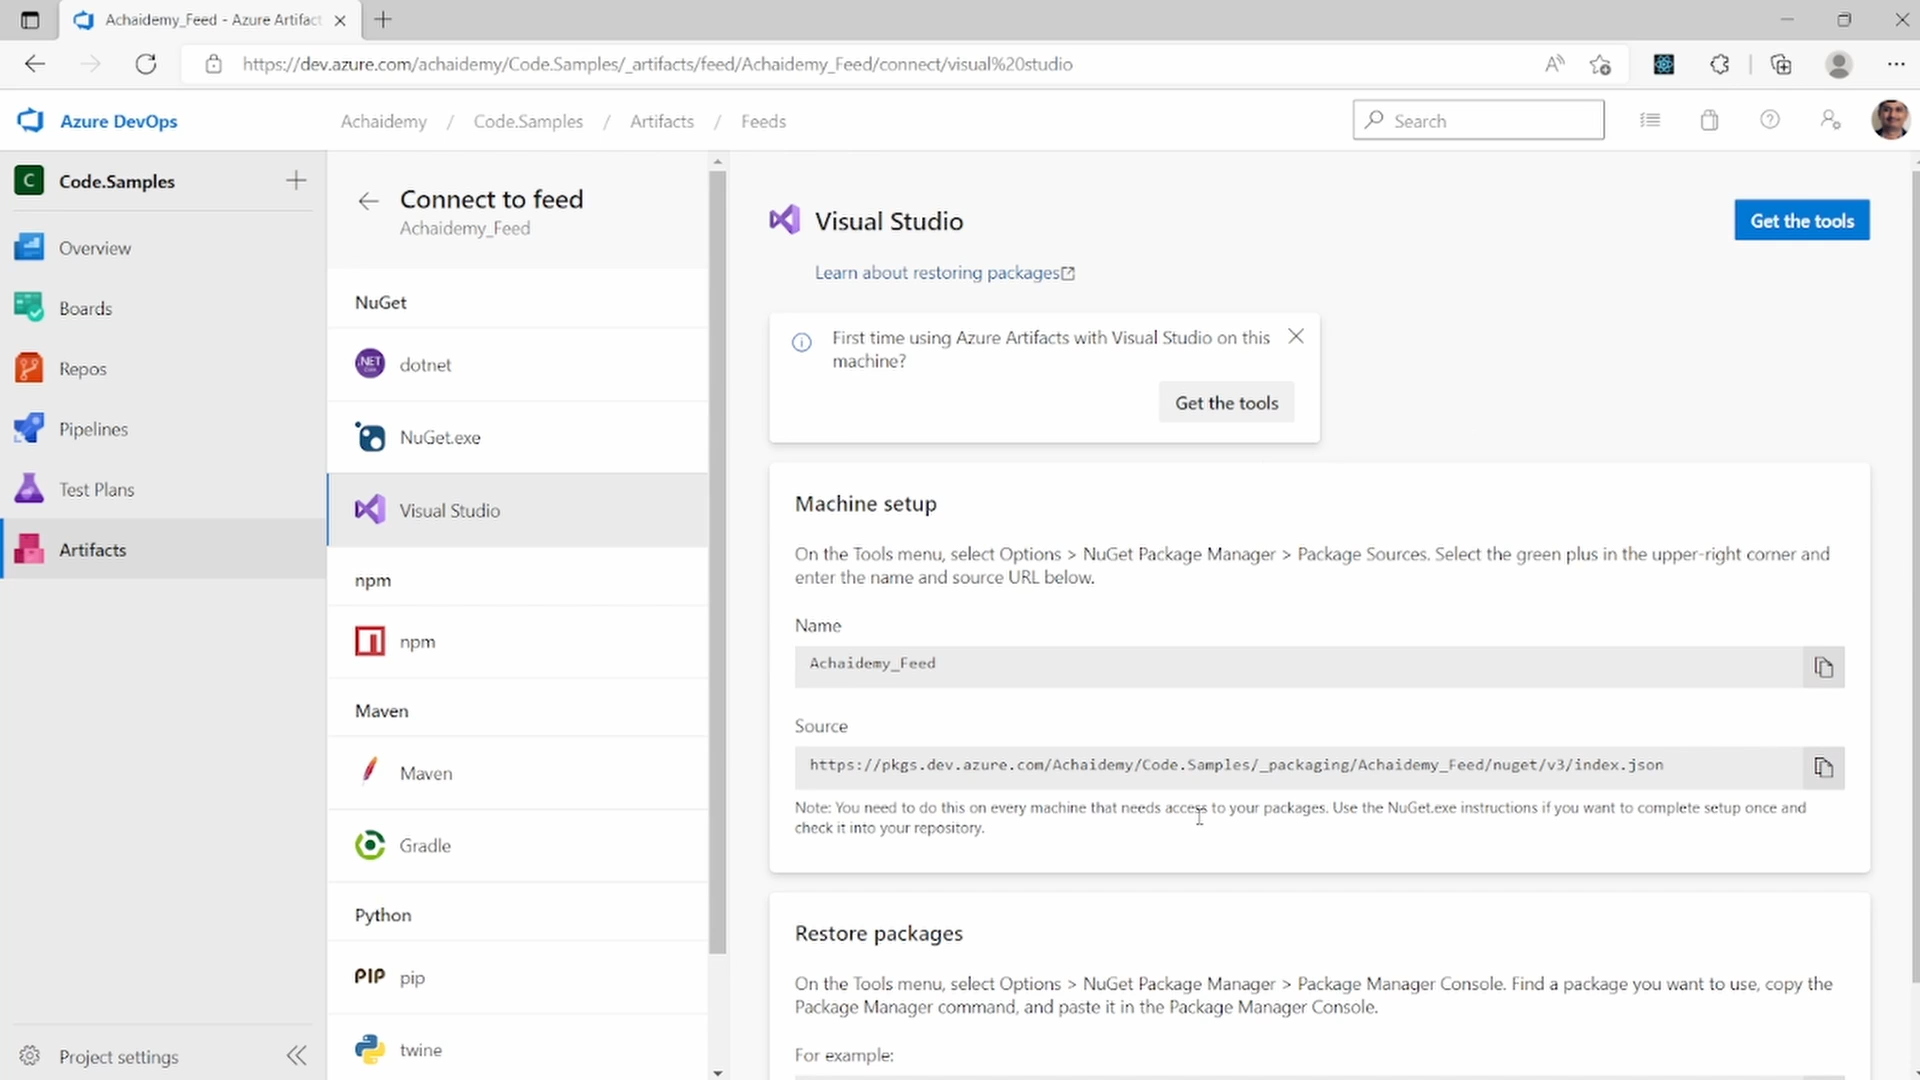 Achaidemy_Feed - Azure Artifact
https://dev.azure.com/achaidemy/Code.Samples/_artifacts/feed/Achaidemy_Feed/connect/visual%20studio
Azure DevOps
Achaidemy / Code.Samples / Artifacts / Feeds
Search
C Code.Samples
Overview
Boards
Repos
Pipelines
Test Plans
Artifacts
Project settings
Connect to feed
Achaidemy_Feed
NuGet
.NET Core dotnet
NuGet.exe
Visual Studio
npm
npm
Maven
Maven
Gradle
Python
PIP pip
twine
Visual Studio
Get the tools
Learn about restoring packages
First time using Azure Artifacts with Visual Studio on this
machine?
Get the tools
Machine setup
On the Tools menu, select Options > NuGet Package Manager > Package Sources. Select the green plus in the upper-right corner and
enter the name and source URL below.
Name
Achaidemy_Feed
Source
https://pkgs.dev.azure.com/Achaidemy/Code.Samples/_packaging/Achaidemy_Feed/nuget/v3/index.json
Note: You need to do this on every machine that needs access to your packages. Use the NuGet.exe instructions if you want to complete setup once and
check it into your repository.
Restore packages
On the Tools menu, select Options > NuGet Package Manager > Package Manager Console. Find a package you want to use, copy the
Package Manager command, and paste it in the Package Manager Console.
For example: